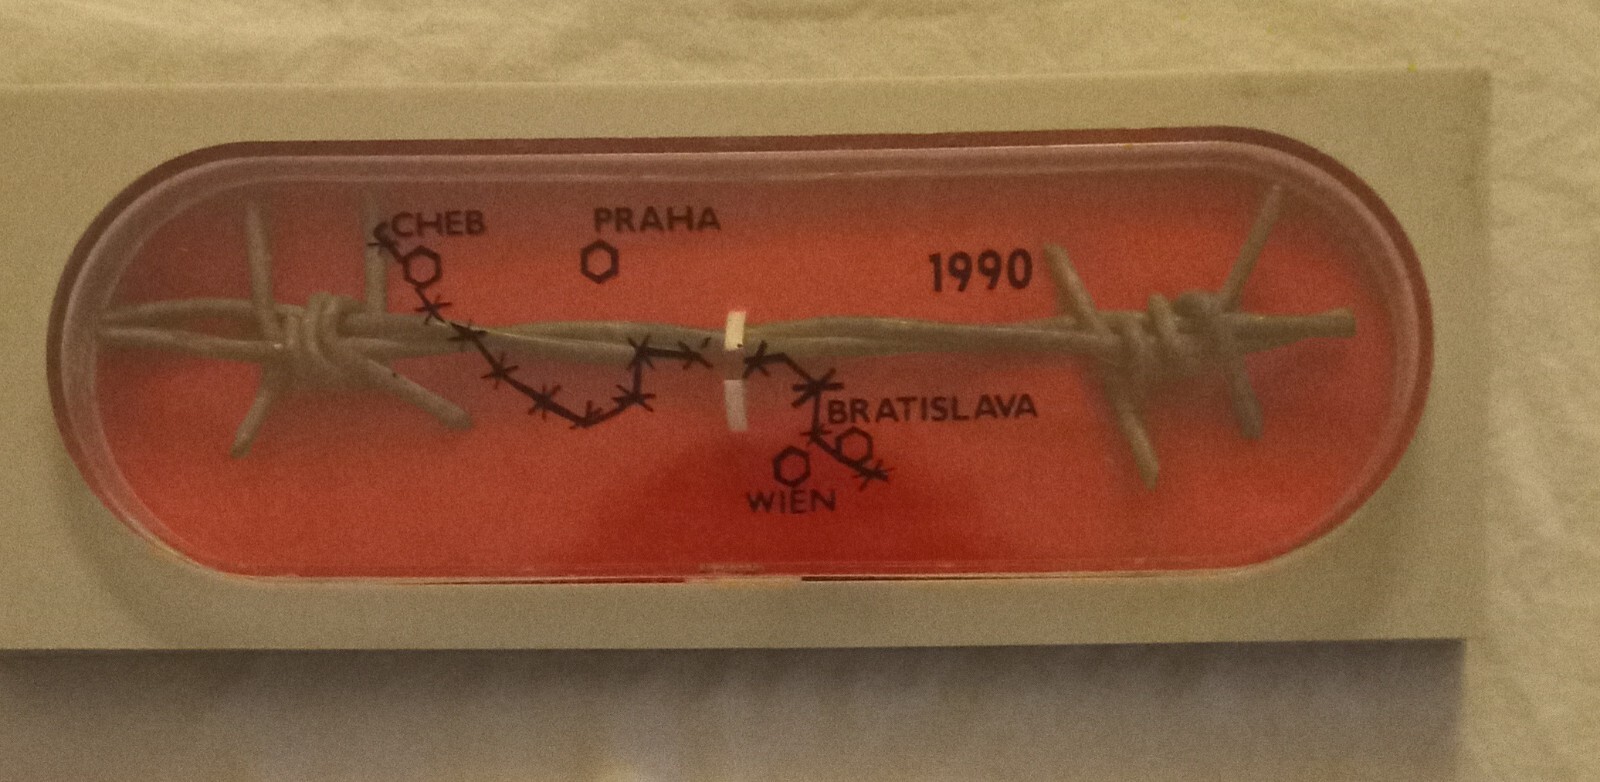 CHEB
PRAHA
1990
BRATISLAVA
WIEN